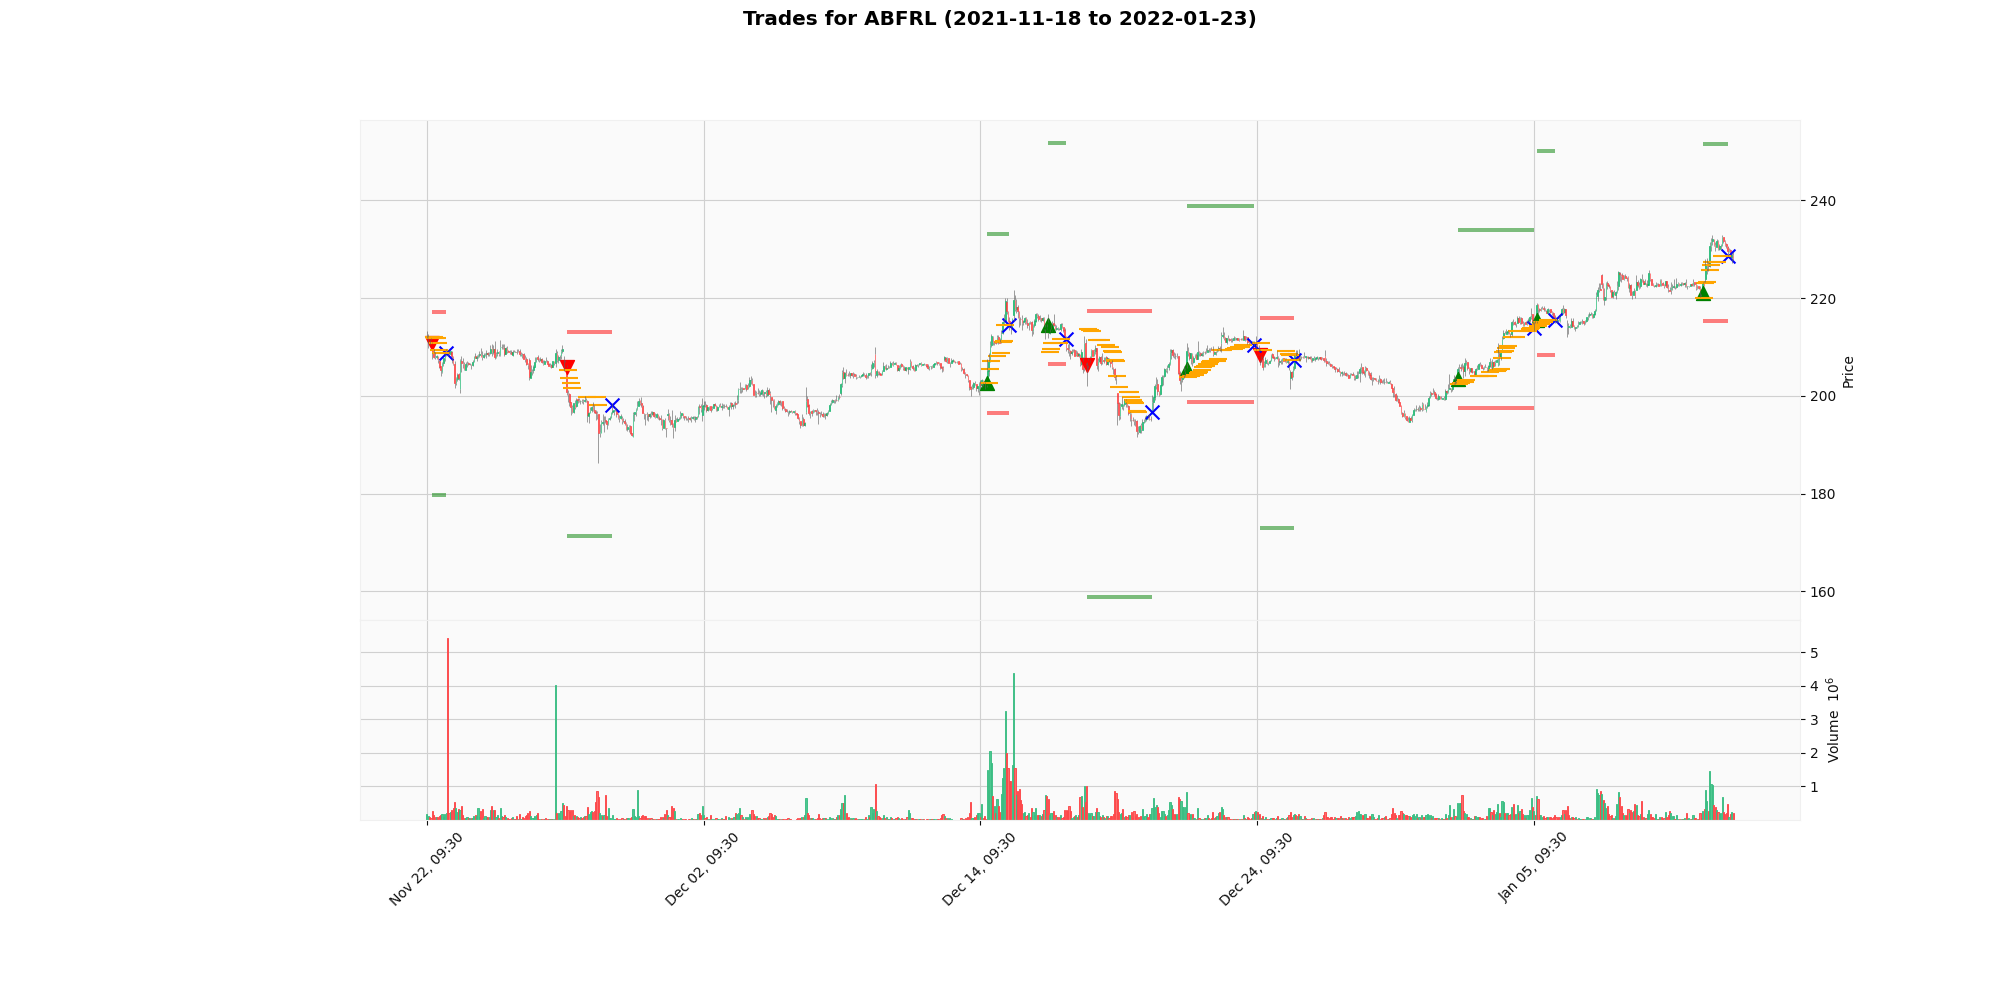 Trades for ABFRL (2021-11-18 to 2022-01-23)
240
220
200
180
160
Price
5
4
3
2
1
Volume 10^6
Nov 22, 09:30
Dec 02, 09:30
Dec 14, 09:30
Dec 24, 09:30
Jan 05, 09:30